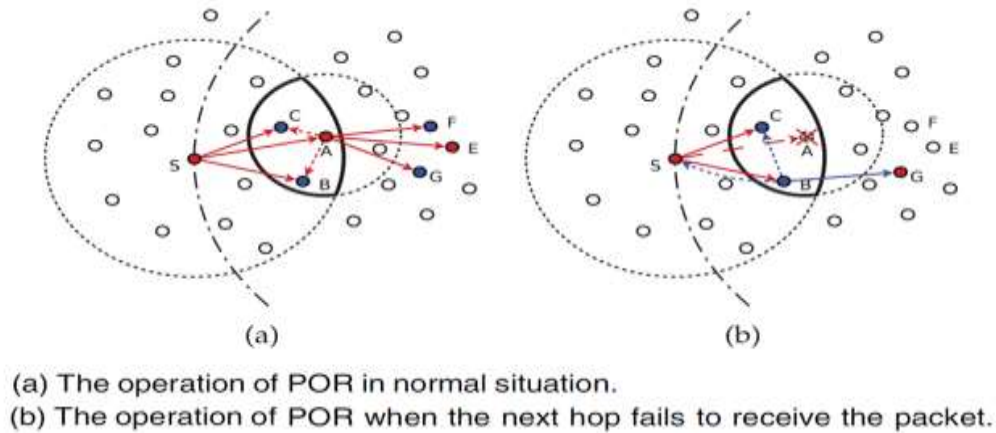 C
F
A
E
S
B
G
(a)
C
F
A
E
S
B
G
(b)
(a) The operation of POR in normal situation.
(b) The operation of POR when the next hop fails to receive the packet.